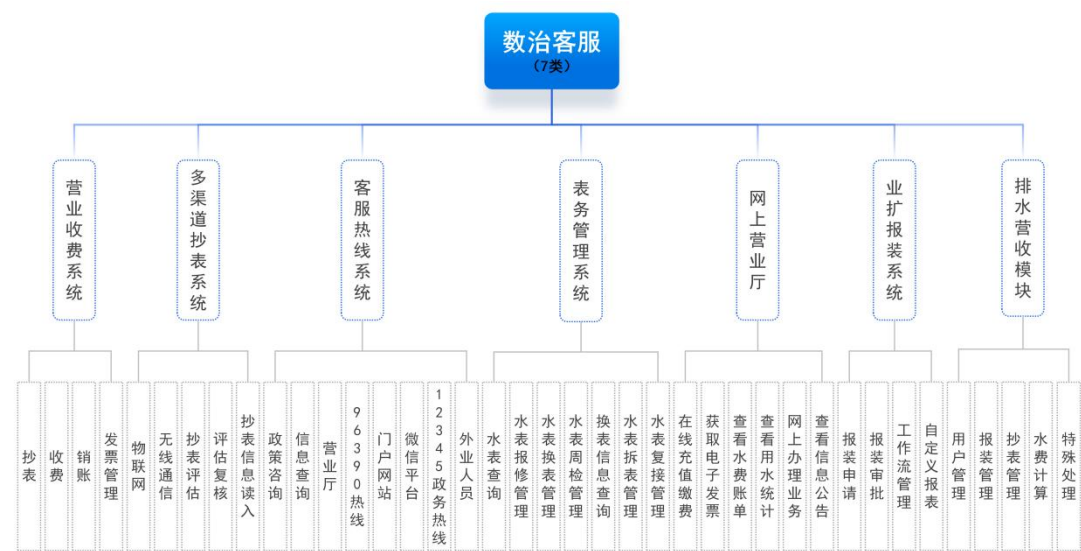 数治客服
（7类）
营业收费系统
多渠道抄表系统
客服热线系统
表务管理系统
网上营业厅
业扩报装系统
排水营收模块
抄表
收费
销账
发票管理
物联网
无线通信
抄表评估
评估复核
抄表信息读入
政策咨询
信息查询
营业厅
96390热线
门户网站
微信平台
12345政务热线
外业人员
水表查询
水表报修管理
水表换表管理
水表周检管理
换表信息查询
水表拆表管理
水表复接管理
在线充值缴费
获取电子发票
查看水费账单
查看用水统计
网上办理业务
查看信息公告
报装申请
报装审批
工作流管理
自定义报表
用户管理
报装管理
抄表管理
水费计算
特殊处理